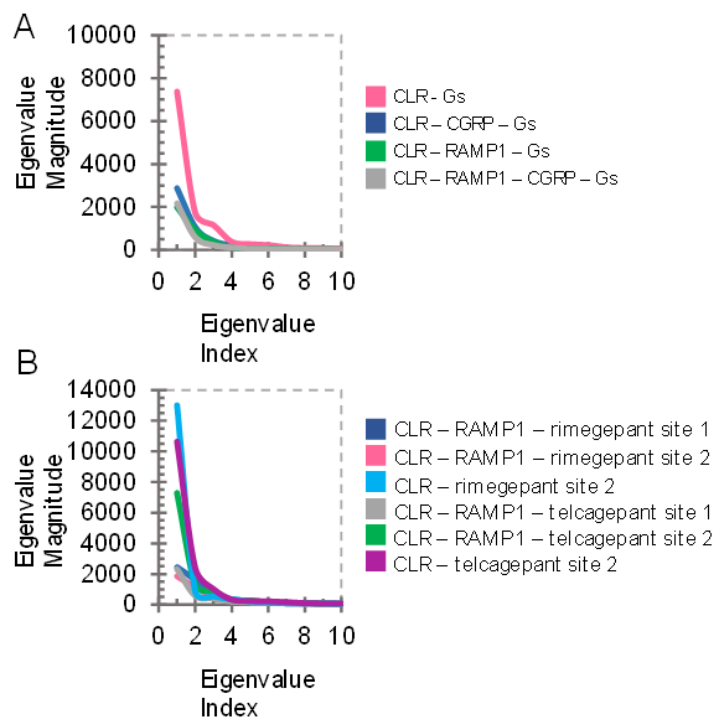 A
10000
8000
6000
4000
2000
0
Eigenvalue
Magnitude
0 2 4 6 8 10
Eigenvalue
Index
CLR - Gs
CLR – CGRP – Gs
CLR – RAMP1 – Gs
CLR – RAMP1 – CGRP – Gs
B
14000
12000
10000
8000
6000
4000
2000
0
Eigenvalue
Magnitude
0 2 4 6 8 10
Eigenvalue
Index
CLR – RAMP1 – rimegepant site 1
CLR – RAMP1 – rimegepant site 2
CLR – rimegepant site 2
CLR – RAMP1 – telcagepant site 1
CLR – RAMP1 – telcagepant site 2
CLR – telcagepant site 2